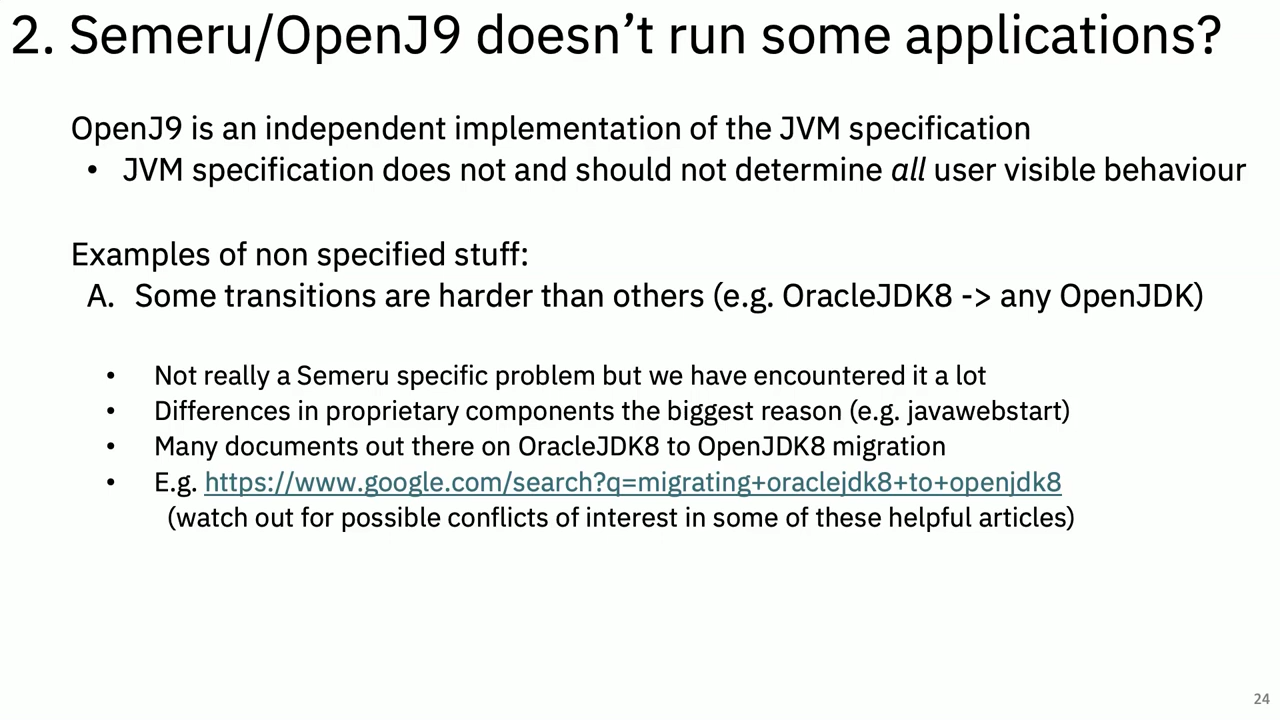 2. Semeru/OpenJ9 doesn’t run some applications?
OpenJ9 is an independent implementation of the JVM specification
• JVM specification does not and should not determine all user visible behaviour
Examples of non specified stuff:
A. Some transitions are harder than others (e.g. OracleJDK8 -> any OpenJDK)
• Not really a Semeru specific problem but we have encountered it a lot
• Differences in proprietary components the biggest reason (e.g. javawebstart)
• Many documents out there on OracleJDK8 to OpenJDK8 migration
• E.g. https://www.google.com/search?q=migrating+oraclejdk8+to+openjdk8
(watch out for possible conflicts of interest in some of these helpful articles)
24